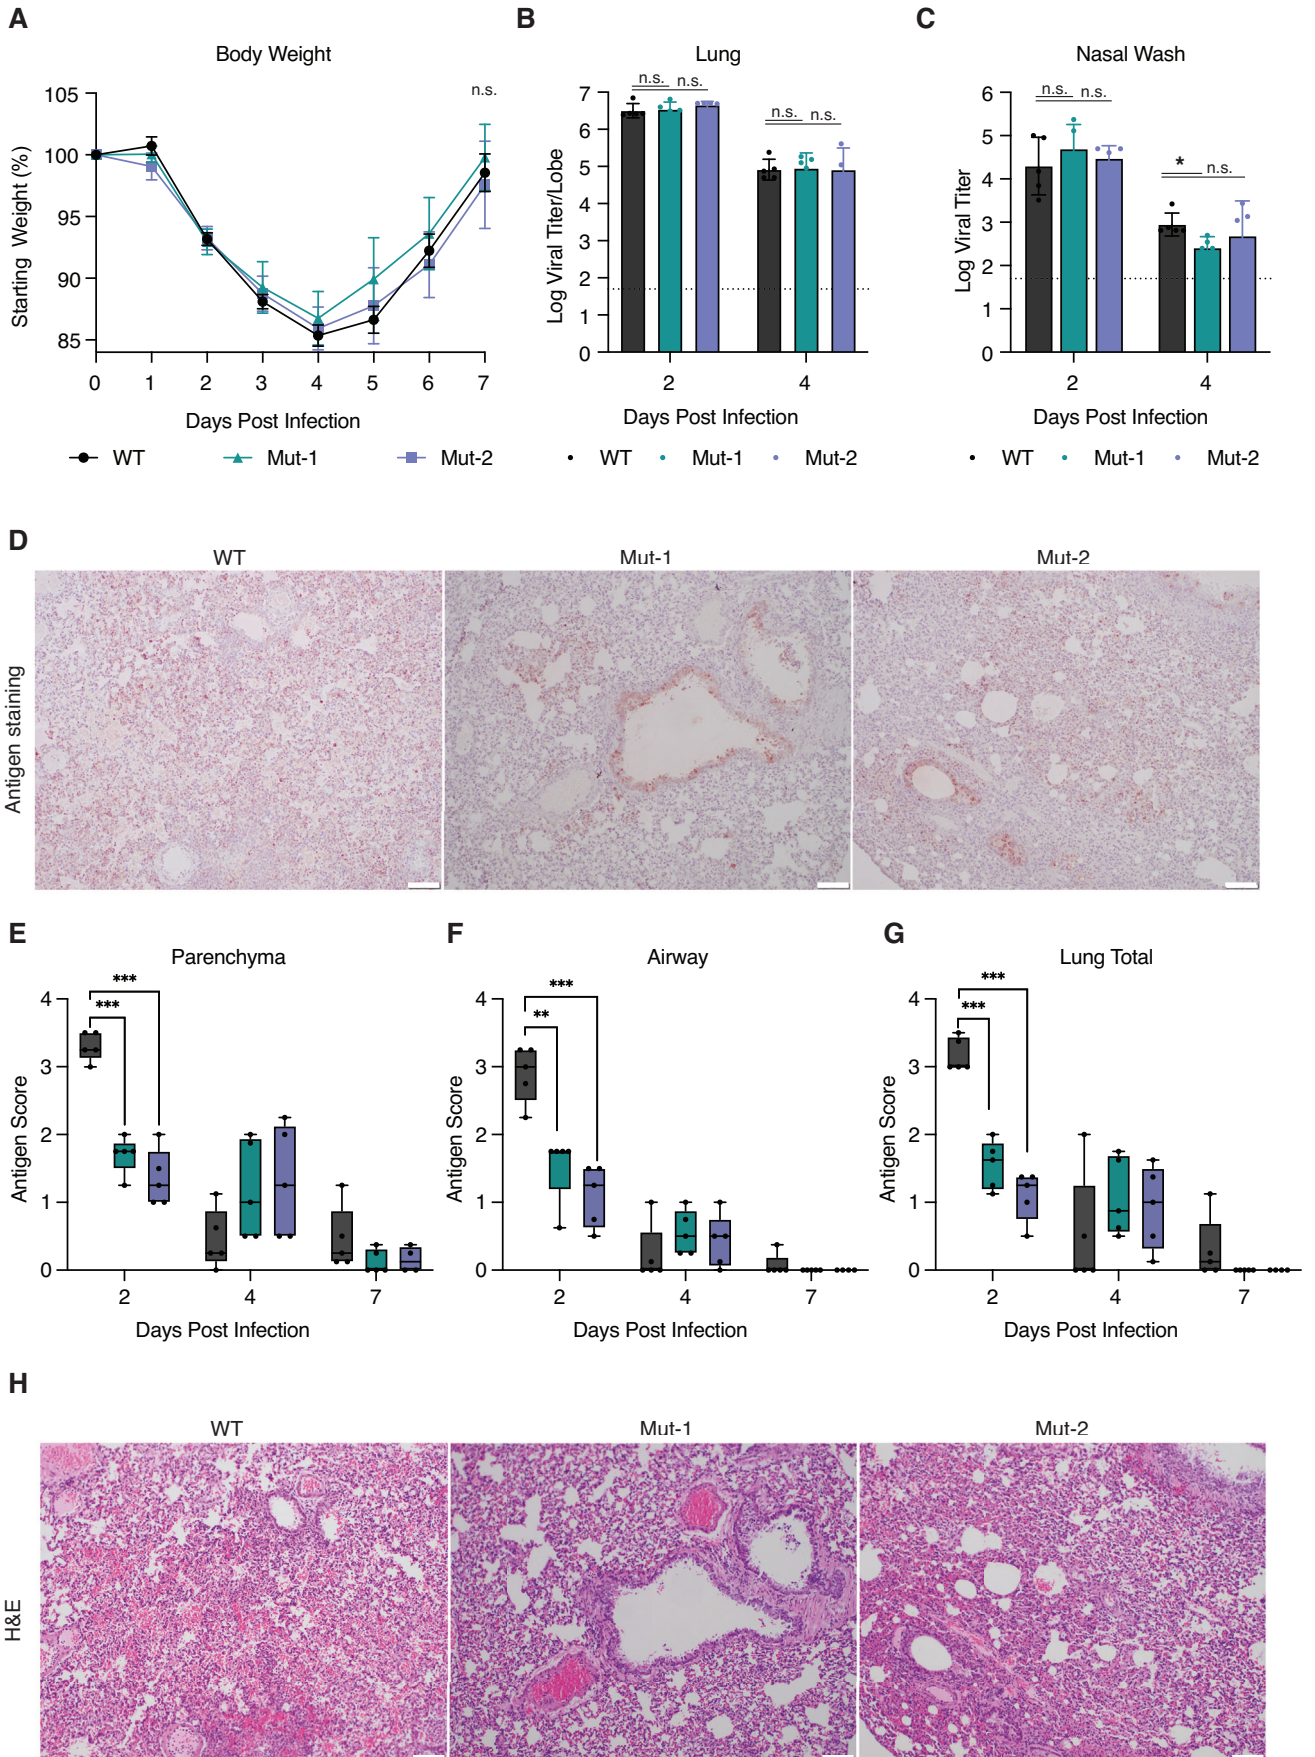 A
Body Weight
105
100
95
90
85
Starting Weight (%)
n.s.
0 1 2 3 4 5 6 7
Days Post Infection
WT Mut-1 Mut-2
B
Lung
7
6
5
4
3
2
1
0
Log Viral Titer/Lobe
n.s. n.s.
n.s. n.s.
2 4
Days Post Infection
WT Mut-1 Mut-2
C
Nasal Wash
6
5
4
3
2
1
0
Log Viral Titer
n.s. n.s.
* n.s.
2 4
Days Post Infection
WT Mut-1 Mut-2
D
WT Mut-1 Mut-2
Antigen staining
E
Parenchyma
4
3
2
1
0
Antigen Score
***
***
2 4 7
Days Post Infection
F
Airway
4
3
2
1
0
Antigen Score
***
**
2 4 7
Days Post Infection
G
Lung Total
4
3
2
1
0
Antigen Score
***
***
2 4 7
Days Post Infection
H
WT Mut-1 Mut-2
H&E